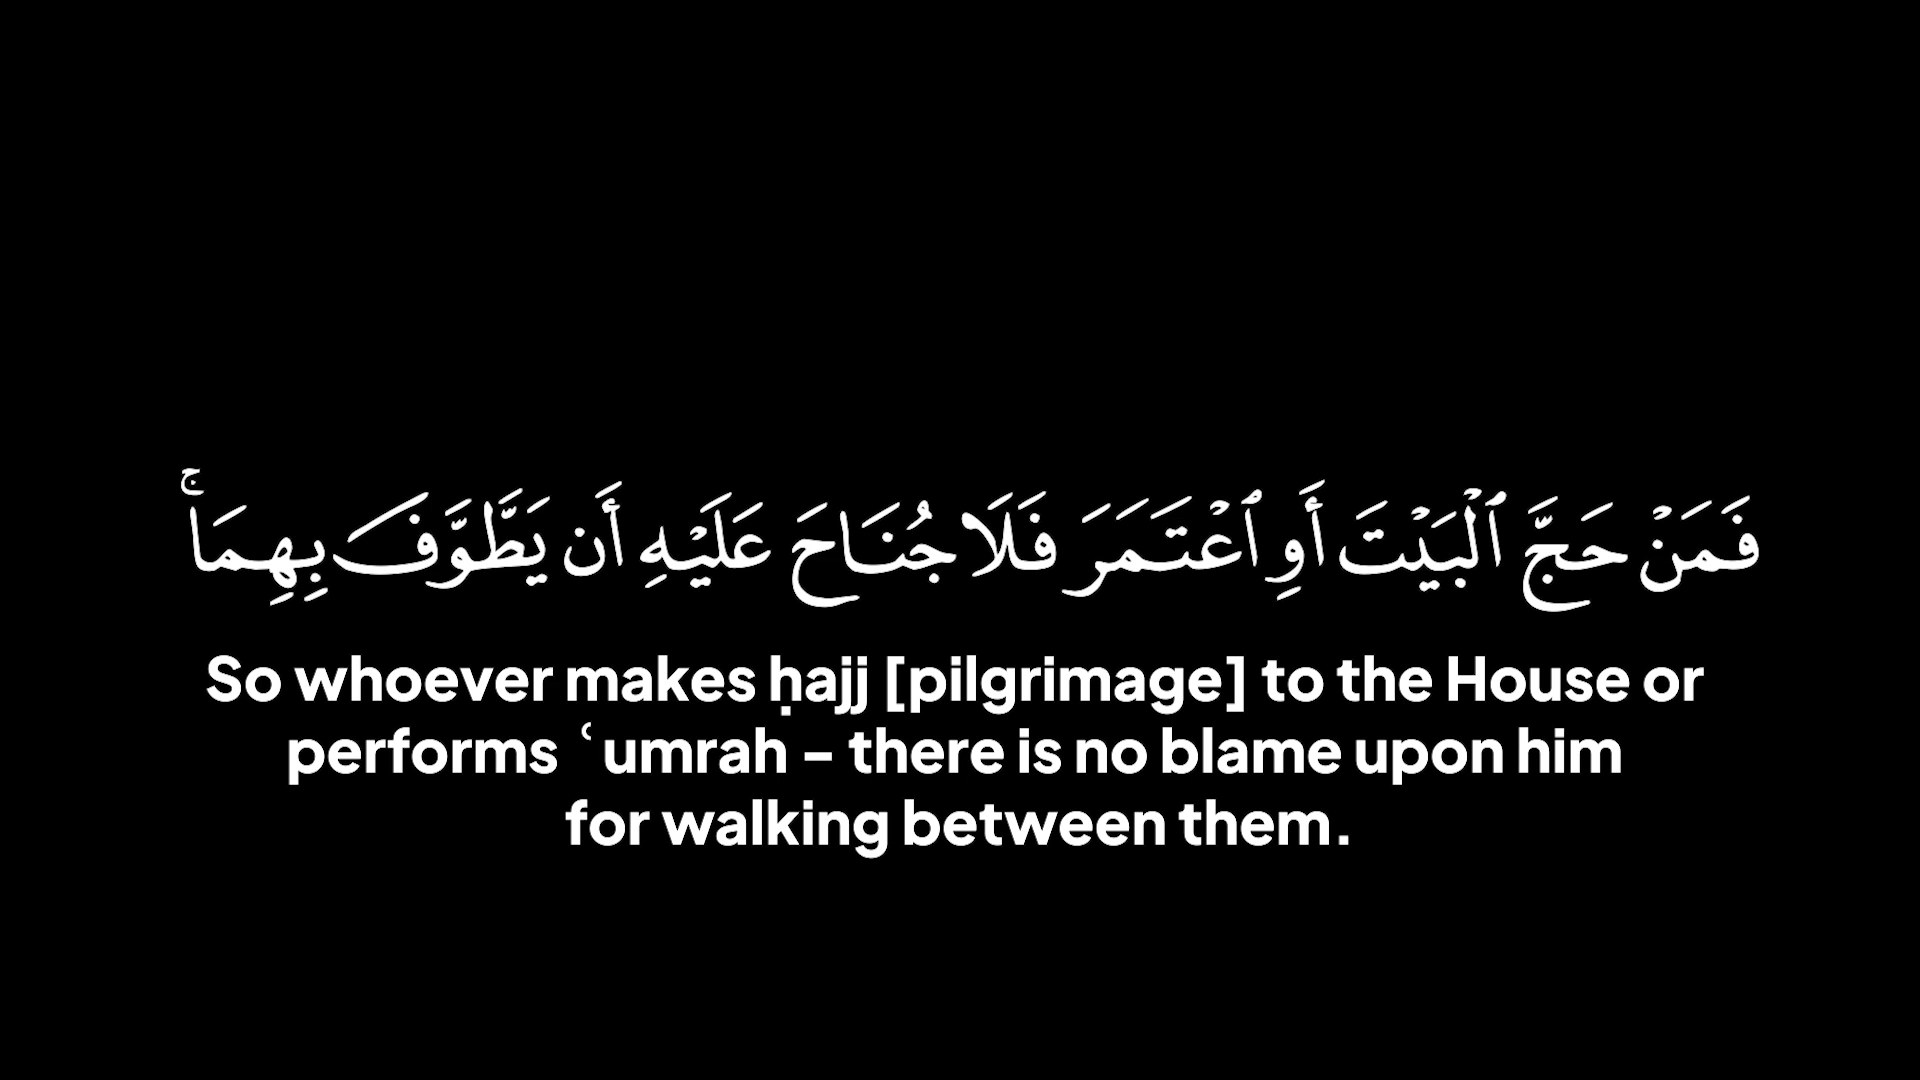 فَمَنْ حَجَّ ٱلْبَيْتَ أَوِ ٱعْتَمَرَ فَلَا جُنَاحَ عَلَيْهِ أَن يَطَّوَّفَ بِهِمَا ۚ
So whoever makes ḥajj [pilgrimage] to the House or
performs ʿumrah – there is no blame upon him
for walking between them.